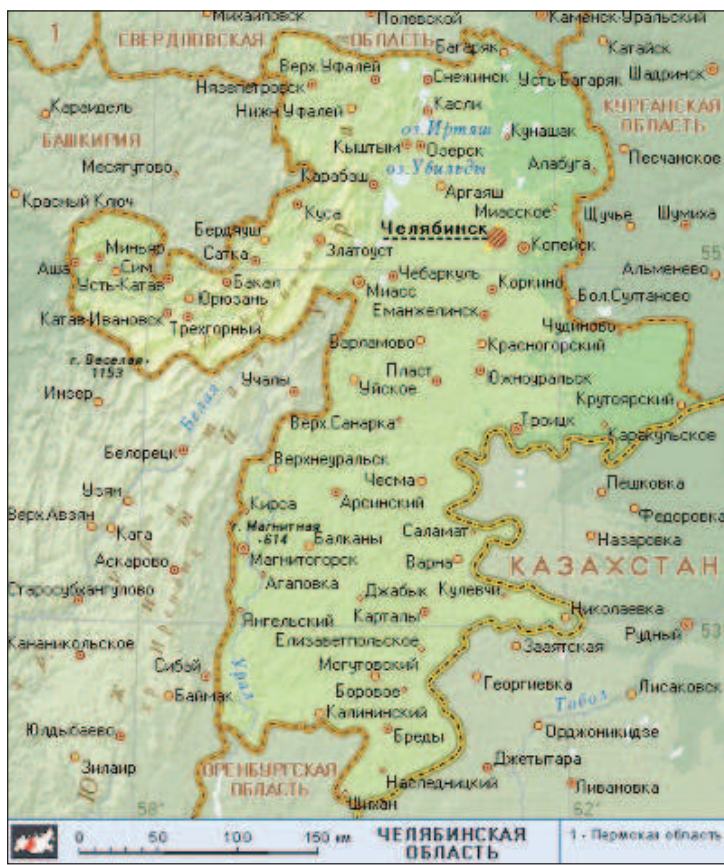 Михайловск
Полевской
Каменск-Уральский
1
СВЕРДЛОВСКАЯ
ОБЛАСТЬ
Багаряк
Катайск
Верх.Уфалей
Снежинск
Усть-Багаряк
Шадринск
Нязепетровск
Караидель
Нижн.Уфалей
Касли
КУРГАНСКАЯ
ОБЛАСТЬ
БАШКИРИЯ
оз.Иртяш
Кунашак
Кыштым
Озерск
Песчанское
Месягутово
оз.Увильды
Алабуга
Карабаш
Аргаяш
Красный Ключ
Куса
Миасское
Щучье
Шумиха
Бердяуш
Челябинск
Миньяр
Златоуст
Копейск
55
Сатка
Аша
Сим
Чебаркуль
Альменево
Усть-Катав
Бакал
Миасс
Коркино
Юрюзань
Бол.Султаново
Катав-Ивановск
Еманжелинск
Трехгорный
Чудиново
Варламово
Красногорский
г. Веселая
1153
Учалы
Пласт
Уйское
Южноуральск
Инзер
Белая
Крутоярский
Верх.Санарка
Троицк
Каракульское
Белорецк
Верхнеуральск
Чесма
Пешковка
Узян
Кирса
Арсинский
Федоровка
Верх.Авзян
Кага
г. Магнитная
614
Балканы
Саламат
Назаровка
Аскарово
Магнитогорск
Варна
КАЗАХСТАН
Агаповка
Старосубхангулово
Джабык
Кулевчи
Янгельский
Карталы
Николаевка
Рудный
53
Кананикольское
Елизаветпольское
Зааятская
Сибай
Могутовский
Урал
Георгиевка
Баймак
Боровое
Тобол
Лисаковск
Калининский
Юлдыбаево
Бреды
Орджоникидзе
ОРЕНБУРГСКАЯ
ОБЛАСТЬ
Джетыгара
Зилаир
Наследницкий
Ливановка
58°
Цихан
62°
0 50 100 150 км
ЧЕЛЯБИНСКАЯ
ОБЛАСТЬ
1 - Пермская область